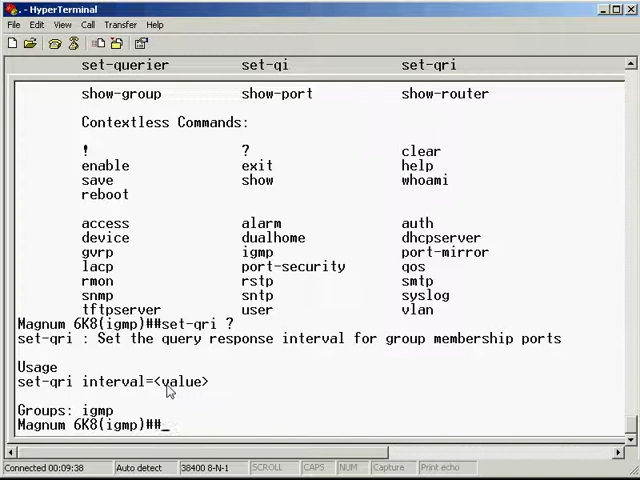 . - HyperTerminal
File Edit View Call Transfer Help
set-querier set-qi set-qri
show-group show-port show-router
Contextless Commands:
! ? clear
enable exit help
save show whoami
reboot
access alarm auth
device dualhome dhcpserver
gvrp igmp port-mirror
lacp port-security qos
rmon rstp smtp
snmp sntp syslog
tftpserver user vlan
Magnum 6K8(igmp)##set-qri ?
set-qri : Set the query response interval for group membership ports
Usage
set-qri interval=<value>
Groups: igmp
Magnum 6K8(igmp)##_
Connected 00:09:38 Auto detect 38400 8-N-1 SCROLL CAPS NUM Capture Print echo